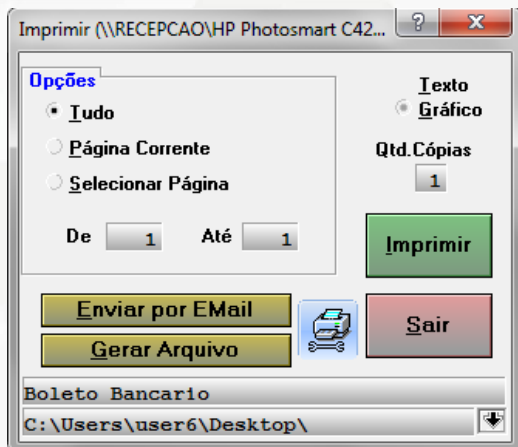 Imprimir (\\RECEPCAO\HP Photosmart C42...
Opções
Tudo
Página Corrente
Selecionar Página
De 1 Até 1
Texto
Gráfico
Qtd.Cópias
1
Imprimir
Enviar por EMail
Gerar Arquivo
Sair
Boleto Bancario
C:\Users\user6\Desktop\